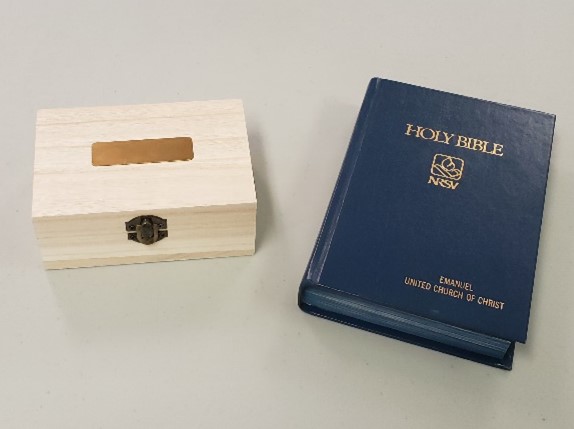 HOLY BIBLE
NRSV
EMANUEL
UNITED CHURCH OF CHRIST